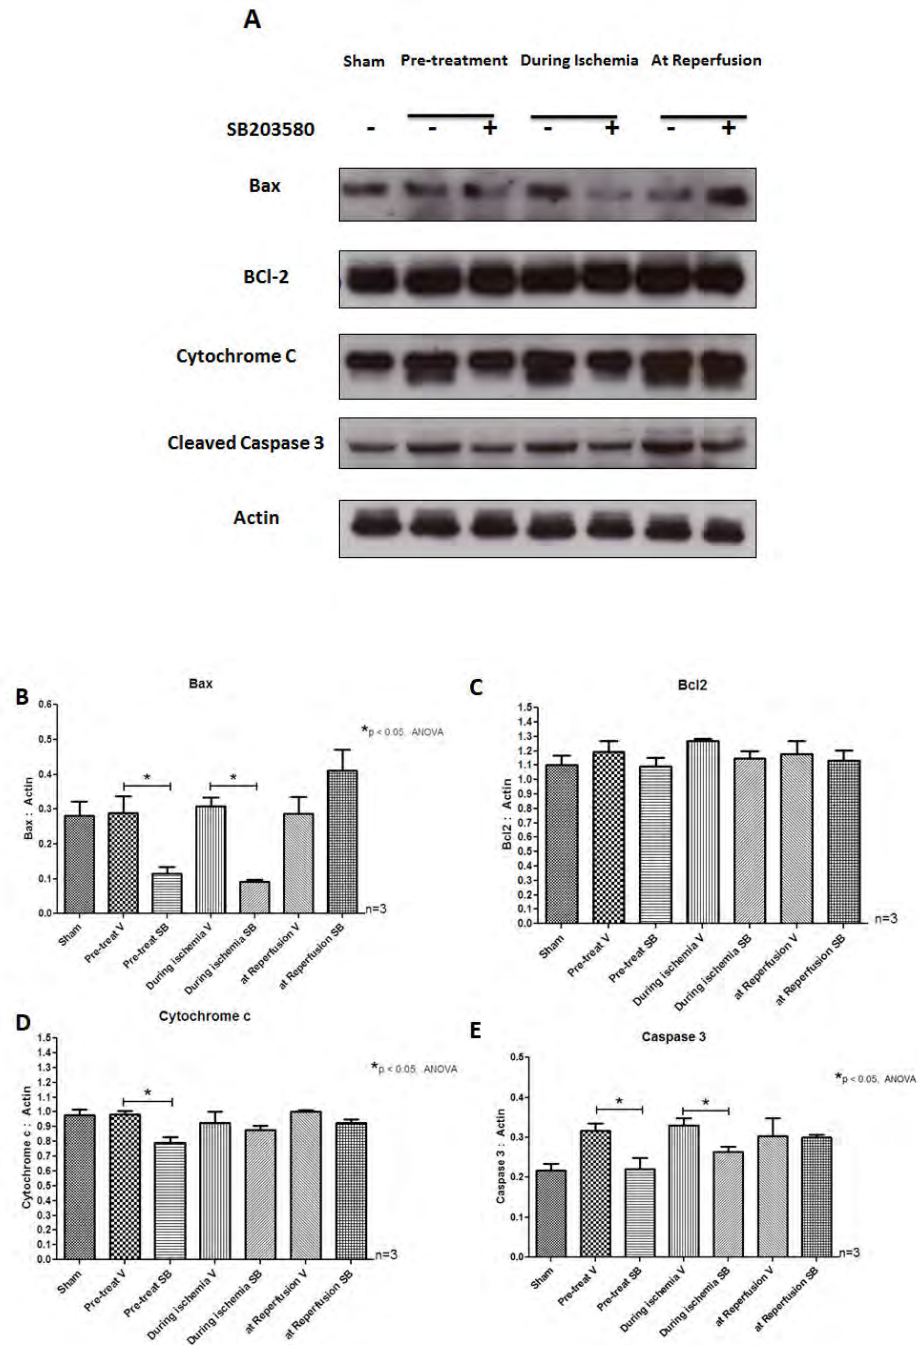 A
Sham Pre-treatment During Ischemia At Reperfusion
SB203580 - - + - + - +
Bax
BCl-2
Cytochrome C
Cleaved Caspase 3
Actin
B
Bax
Bax : Actin
0.6
0.5
0.4
0.3
0.2
0.1
0.0
*p < 0.05, ANOVA
* *
n=3
Sham
Pre-treat V
Pre-treat SB
During ischemia V
During ischemia SB
at Reperfusion V
at Reperfusion SB
C
Bcl2
Bcl2 : Actin
1.5
1.4
1.3
1.2
1.1
1.0
0.9
0.8
0.7
0.6
0.5
0.4
0.3
0.2
0.1
0.0
n=3
Sham
Pre-treat V
Pre-treat SB
During ischemia V
During ischemia SB
at Reperfusion V
at Reperfusion SB
D
Cytochrome c
Cytochrome c : Actin
1.5
1.4
1.3
1.2
1.1
1.0
0.9
0.8
0.7
0.6
0.5
0.4
0.3
0.2
0.1
0.0
*p < 0.05, ANOVA
*
n=3
Sham
Pre-treat V
Pre-treat SB
During ischemia V
During ischemia SB
at Reperfusion V
at Reperfusion SB
E
Caspase 3
Caspase 3 : Actin
0.5
0.4
0.3
0.2
0.1
0.0
*p < 0.05, ANOVA
* *
n=3
Sham
Pre-treat V
Pre-treat SB
During ischemia V
During ischemia SB
at Reperfusion V
at Reperfusion SB